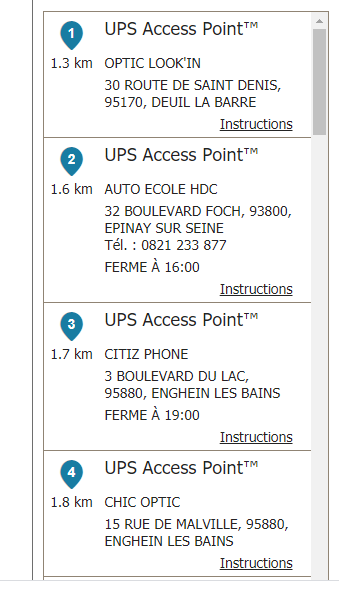 1
UPS Access Point™
1.3 km
OPTIC LOOK'IN
30 ROUTE DE SAINT DENIS,
95170, DEUIL LA BARRE
Instructions
2
UPS Access Point™
1.6 km
AUTO ECOLE HDC
32 BOULEVARD FOCH, 93800,
EPINAY SUR SEINE
Tél. : 0821 233 877
FERME À 16:00
Instructions
3
UPS Access Point™
1.7 km
CITIZ PHONE
3 BOULEVARD DU LAC,
95880, ENGHEIN LES BAINS
FERME À 19:00
Instructions
4
UPS Access Point™
1.8 km
CHIC OPTIC
15 RUE DE MALVILLE, 95880,
ENGHEIN LES BAINS
Instructions